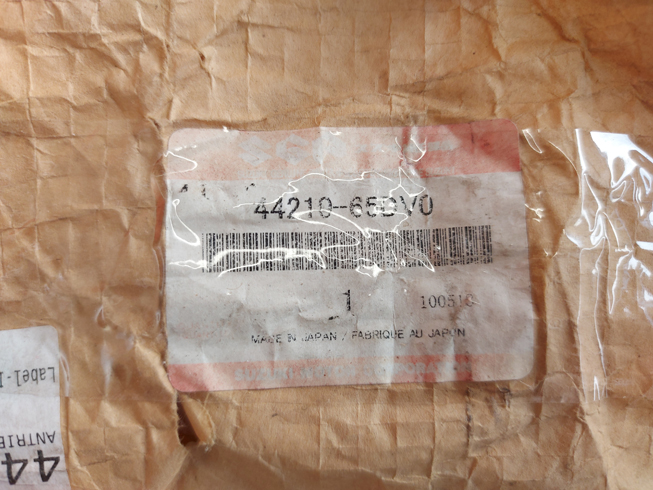 44210-65DV0
1
100510
MADE IN JAPAN / FABRIQUE AU JAPON
Label-I
ANTRIE
44